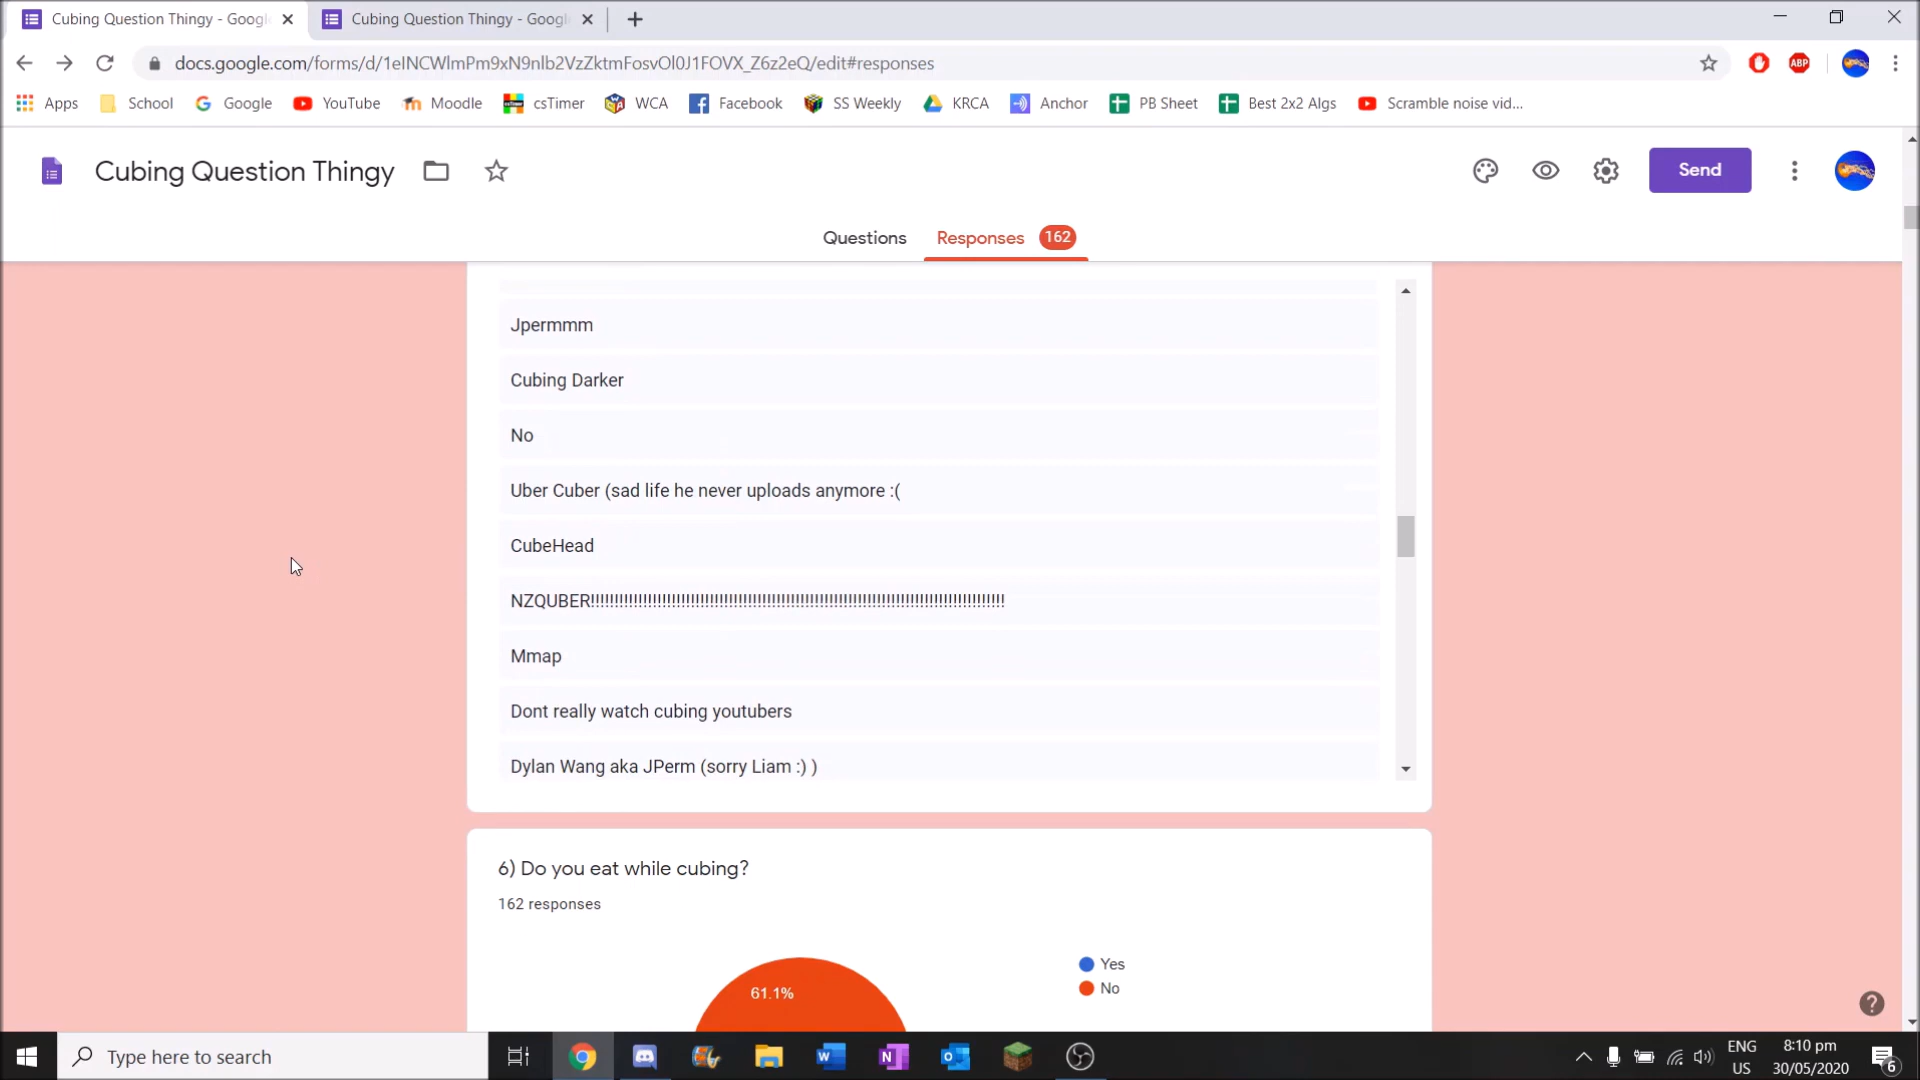 Cubing Question Thingy - Googl
Cubing Question Thingy - Googl
docs.google.com/forms/d/1eINCWlmPm9xN9nlb2VzZktmFosvOl0J1FOVX_Z6z2eQ/edit#responses
ABP
Apps School Google YouTube Moodle csTimer WCA Facebook SS Weekly KRCA Anchor PB Sheet Best 2x2 Algs Scramble noise vid...
Cubing Question Thingy
Send
Questions Responses 162
Jpermmm
Cubing Darker
No
Uber Cuber (sad life he never uploads anymore :(
CubeHead
NZQUBER!!!!!!!!!!!!!!!!!!!!!!!!!!!!!!!!!!!!!!!!!!!!!!!!!!!!!!!!!!!!!!!!!!!!!!!!!!!!!!!!!!!!!!
Mmap
Dont really watch cubing youtubers
Dylan Wang aka JPerm (sorry Liam :) )
6) Do you eat while cubing?
162 responses
61.1%
Yes
No
Type here to search
ENG
US
8:10 pm
30/05/2020
6